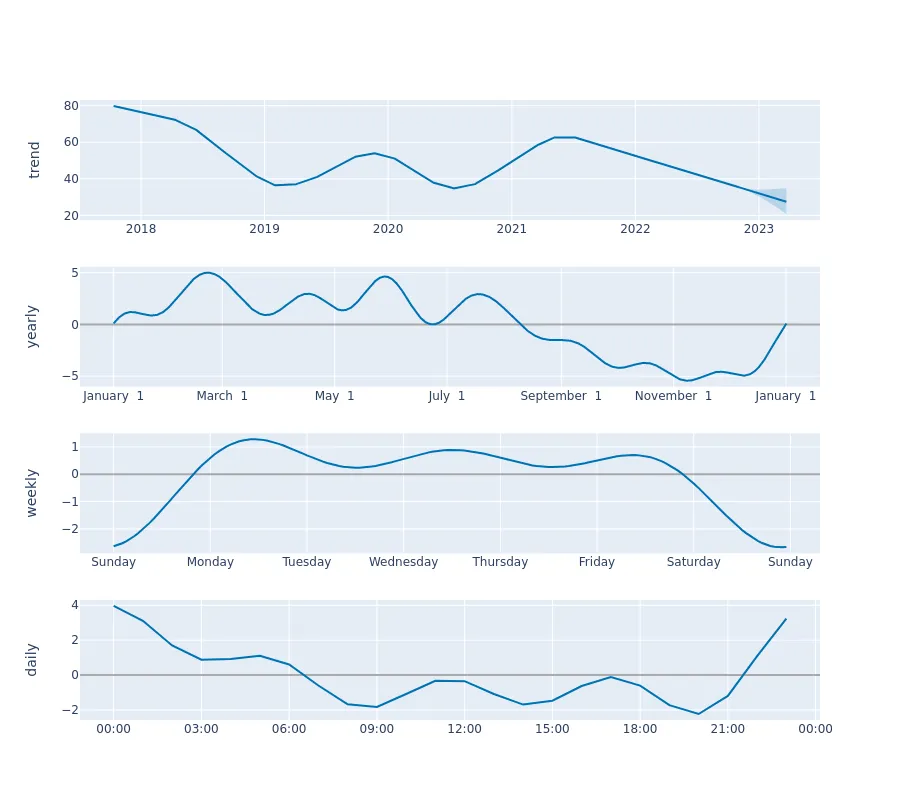 trend
80
60
40
20
2018 2019 2020 2021 2022 2023
yearly
5
0
−5
January 1 March 1 May 1 July 1 September 1 November 1 January 1
weekly
1
0
−1
−2
Sunday Monday Tuesday Wednesday Thursday Friday Saturday Sunday
daily
4
2
0
−2
00:00 03:00 06:00 09:00 12:00 15:00 18:00 21:00 00:00